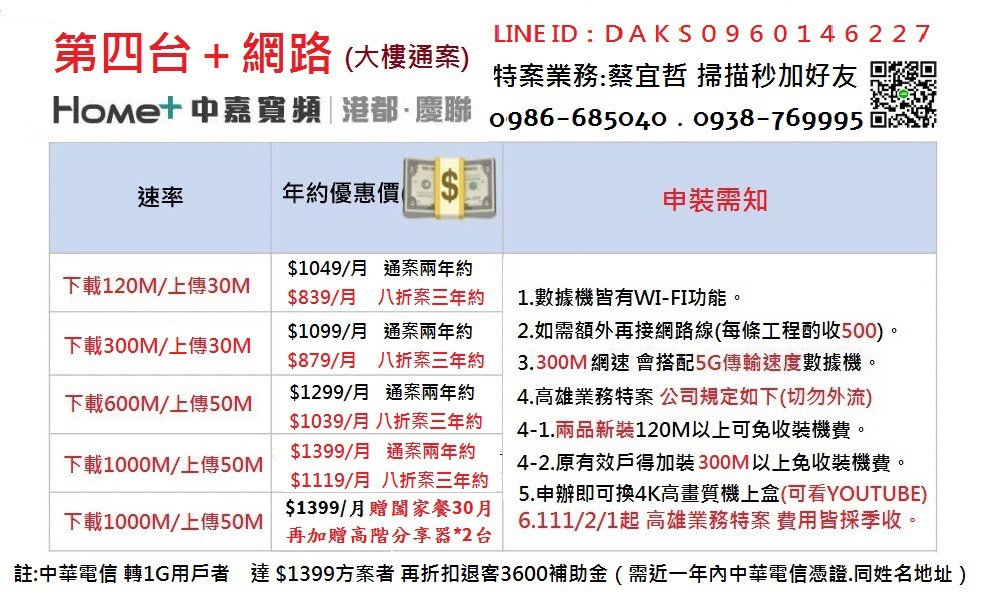 第四台+網路 (大樓通案)
LINE ID : DAKS0960146227
特案業務:蔡宜哲 掃描秒加好友
Home+ 中嘉寬頻 | 港都·慶聯
0986-685040 . 0938-769995
速率
年約優惠價(
申裝需知
下載120M/上傳30M
$1049/月 通案兩年約
$839/月 八折案三年約
下載300M/上傳30M
$1099/月 通案兩年約
$879/月 八折案三年約
下載600M/上傳50M
$1299/月 通案兩年約
$1039/月 八折案三年約
下載1000M/上傳50M
$1399/月 通案兩年約
$1119/月 八折案三年約
下載1000M/上傳50M
$1399/月贈闔家餐30月
再加贈高階分享器*2台
1.數據機皆有WI-FI功能。
2.如需額外再接網路線(每條工程酌收500)。
3.300M網速 會搭配5G傳輸速度數據機。
4.高雄業務特案 公司規定如下(切勿外流)
4-1.兩品新裝120M以上可免收裝機費。
4-2.原有效戶得加裝300M以上免收裝機費。
5.申辦即可換4K高畫質機上盒(可看YOUTUBE)
6.111/2/1起 高雄業務特案 費用皆採季收。
註:中華電信 轉1G用戶者 達 $1399方案者 再折扣退客3600補助金 ( 需近一年內中華電信憑證.同姓名地址 )